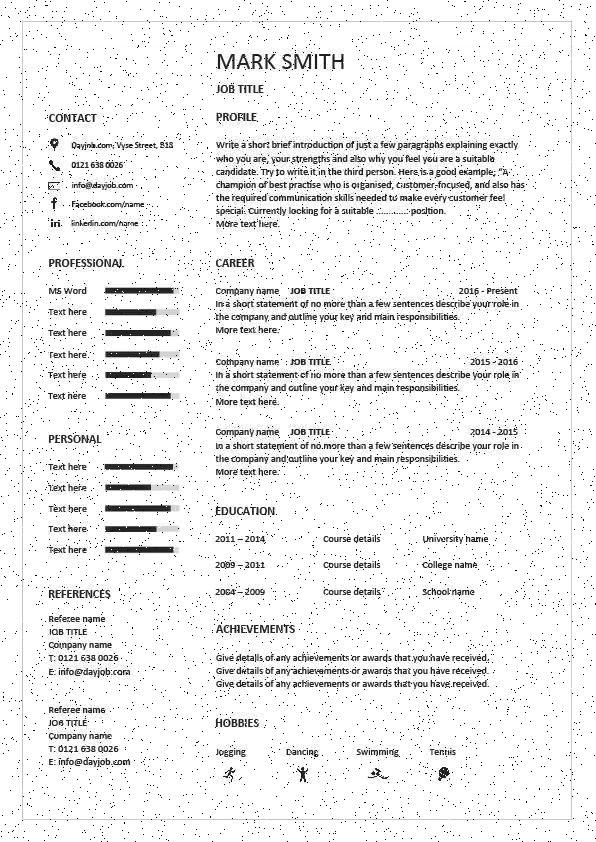 MARK SMITH
JOB TITLE
CONTACT
Dayjob.com, Vyse Street, B18
0121 638 0026
info@dayjob.com
Facebook.com/name
linkedin.com/name
PROFESSIONAL
MS Word
Text here
Text here
Text here
Text here
Text here
PERSONAL
Text here
Text here
Text here
Text here
Text here
REFERENCES
Referee name
JOB TITLE
Company name
T: 0121 638 0026
E: info@dayjob.com
Referee name
JOB TITLE
Company name
T: 0121 638 0026
E: info@dayjob.com
PROFILE
Write a short brief introduction of just a few paragraphs explaining exactly
who you are, your strengths and also why you feel you are a suitable
candidate. Try to write it in the third person. Here is a good example; “A
champion of best practise who is organised, customer-focused, and also has
the required communication skills needed to make every customer feel
special. Currently looking for a suitable ............ position.
More text here.
CAREER
Company name JOB TITLE 2016 - Present
In a short statement of no more than a few sentences describe your role in
the company and outline your key and main responsibilities.
More text here.
Company name JOB TITLE 2015 - 2016
In a short statement of no more than a few sentences describe your role in
the company and outline your key and main responsibilities.
More text here.
Company name JOB TITLE 2014 - 2015
In a short statement of no more than a few sentences describe your role in
the company and outline your key and main responsibilities.
More text here.
EDUCATION
2011 – 2014 Course details University name
2009 – 2011 Course details College name
2004 – 2009 Course details School name
ACHIEVEMENTS
Give details of any achievements or awards that you have received.
Give details of any achievements or awards that you have received.
Give details of any achievements or awards that you have received.
HOBBIES
Jogging Dancing Swimming Tennis